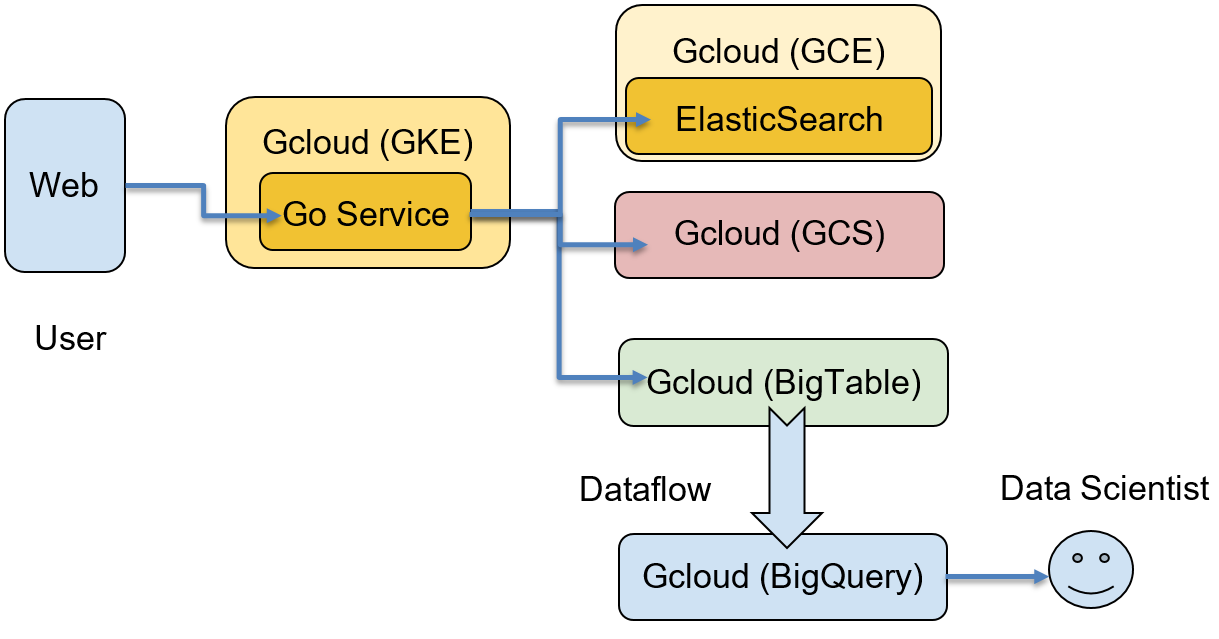 Web
User
Gcloud (GKE)
Go Service
Gcloud (GCE)
ElasticSearch
Gcloud (GCS)
Gcloud (BigTable)
Dataflow
Gcloud (BigQuery)
Data Scientist